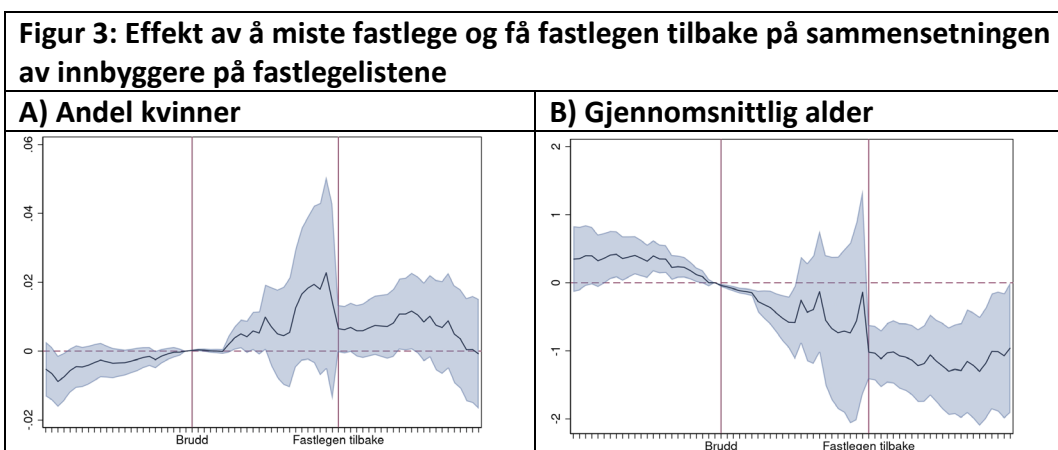 Figur 3: Effekt av å miste fastlege og få fastlegen tilbake på sammensetningen
av innbyggere på fastlegelistene
A) Andel kvinner
B) Gjennomsnittlig alder
.06
.04
.02
0
-.02
Brudd
Fastlegen tilbake
2
1
0
-1
-2
Brudd
Fastlegen tilbake